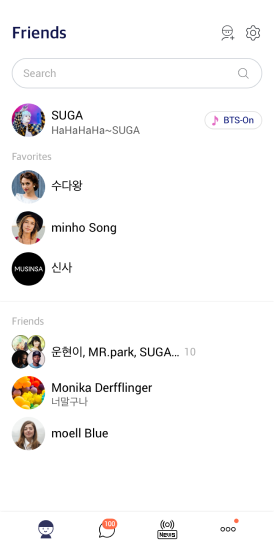 Friends
Search
SUGA
HaHaHaHa~SUGA
BTS-On
Favorites
수다왕
minho Song
MUSINSA
신사
Friends
운현이, MR.park, SUGA... 10
Monika Derfflinger
너말구나
moell Blue
100
News